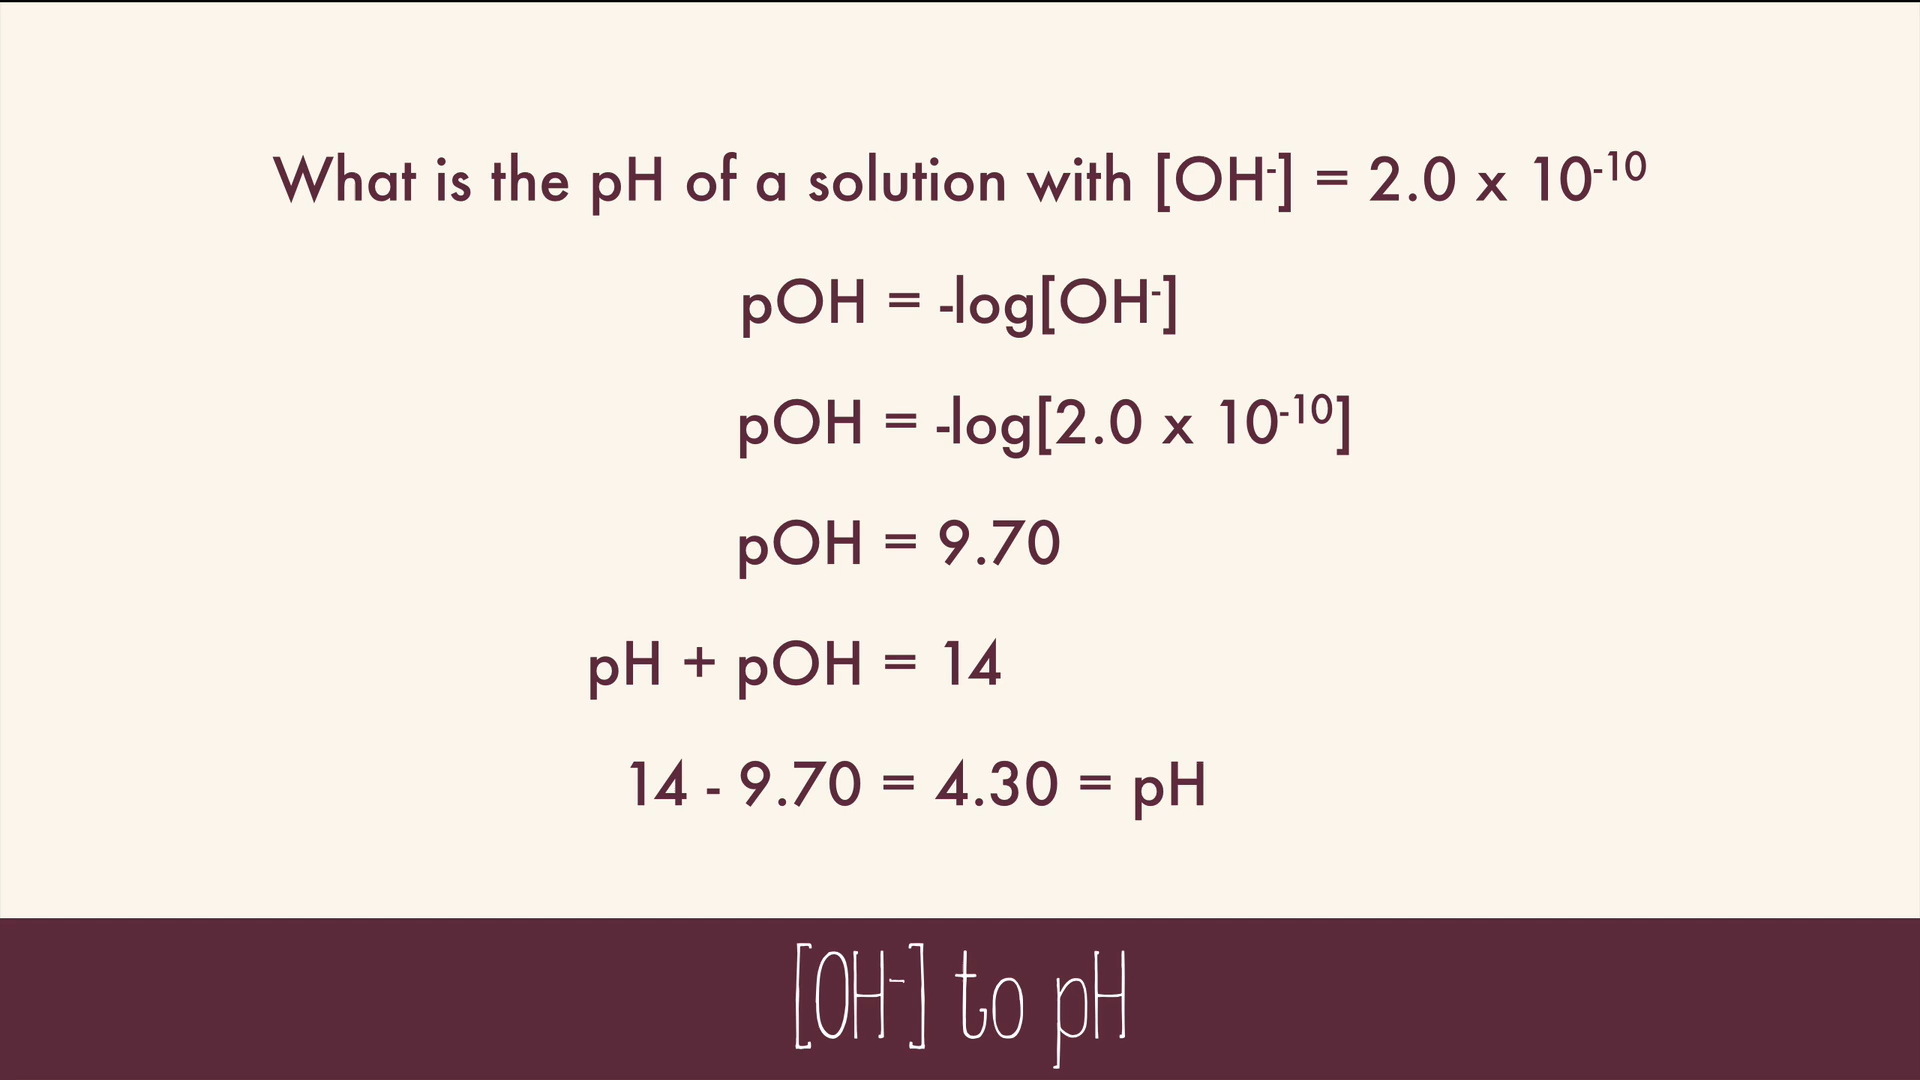 What is the pH of a solution with [OH⁻] = 2.0 x 10⁻¹⁰
pOH = -log[OH⁻]
pOH = -log[2.0 x 10⁻¹⁰]
pOH = 9.70
pH + pOH = 14
14 - 9.70 = 4.30 = pH
[OH⁻] to pH